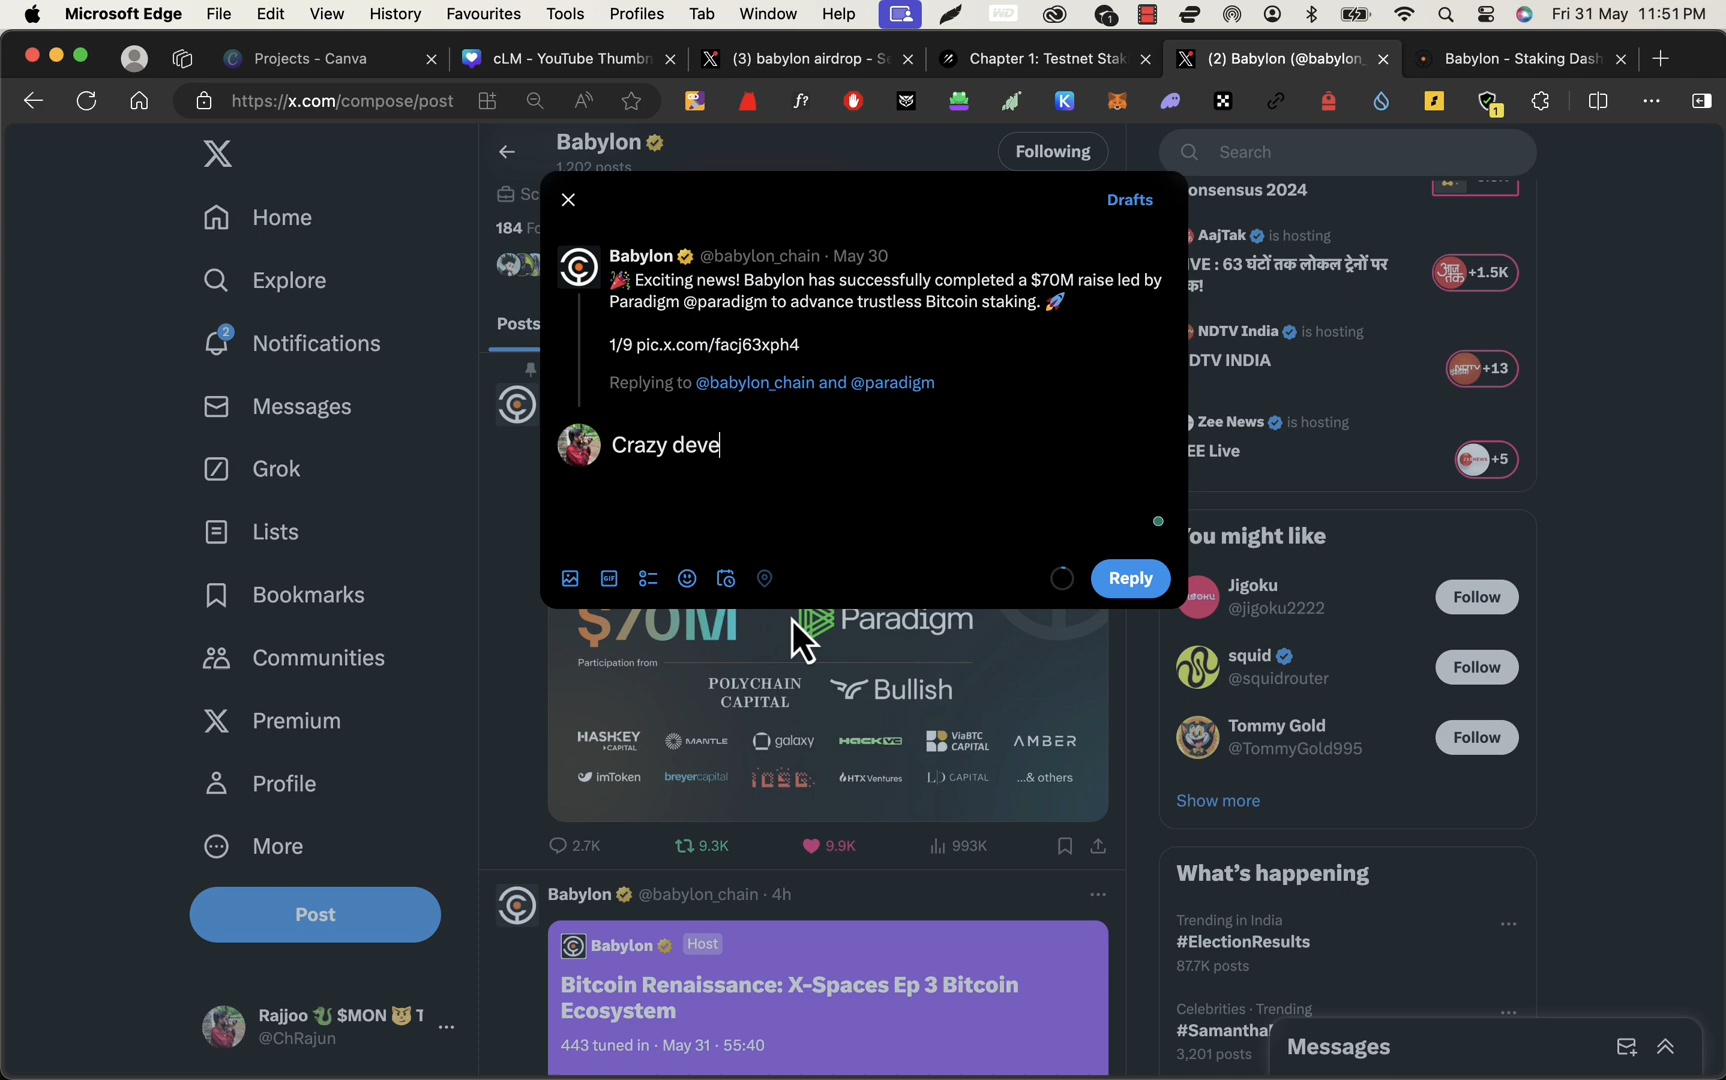 Microsoft Edge File Edit View History Favourites Tools Profiles Tab Window Help Fri 31 May 11:51 PM
Projects - Canva
cLM - YouTube Thumbn
(3) babylon airdrop - Se
Chapter 1: Testnet Stak
(2) Babylon (@babylon_
Babylon - Staking Dash
https://x.com/compose/post
Home
Explore
2
Notifications
Messages
Grok
Lists
Bookmarks
Communities
Premium
Profile
More
Post
Rajjoo 🐉 $MON 😈 T
@ChRajun
Babylon
1,202 posts
Following
184 Fo
Posts
Drafts
Babylon @babylon_chain · May 30
🎉 Exciting news! Babylon has successfully completed a $70M raise led by
Paradigm @paradigm to advance trustless Bitcoin staking. 🚀
1/9 pic.x.com/facj63xph4
Replying to @babylon_chain and @paradigm
Crazy deve
GIF
Reply
$70M Paradigm
Participation from
POLYCHAIN
CAPITAL
Bullish
HASHKEY
CAPITAL
MANTLE
galaxy
HACK VC
ViaBTC
CAPITAL
AMBER
imToken
breyercapital
HTX Ventures
LD CAPITAL
...& others
2.7K 9.3K 9.9K 993K
Babylon @babylon_chain · 4h
Babylon Host
Bitcoin Renaissance: X-Spaces Ep 3 Bitcoin
Ecosystem
443 tuned in · May 31 · 55:40
Search
onsensus 2024
AajTak is hosting
IVE : 63 घंटों तक लोकल ट्रेनों पर
क!
+1.5K
NDTV India is hosting
DTV INDIA
+13
Zee News is hosting
EE Live
+5
You might like
Jigoku
@jigoku2222
Follow
squid
@squidrouter
Follow
Tommy Gold
@TommyGold995
Follow
Show more
What's happening
Trending in India
#ElectionResults
87.7K posts
Celebrities · Trending
#Samantha
3,201 posts
Messages